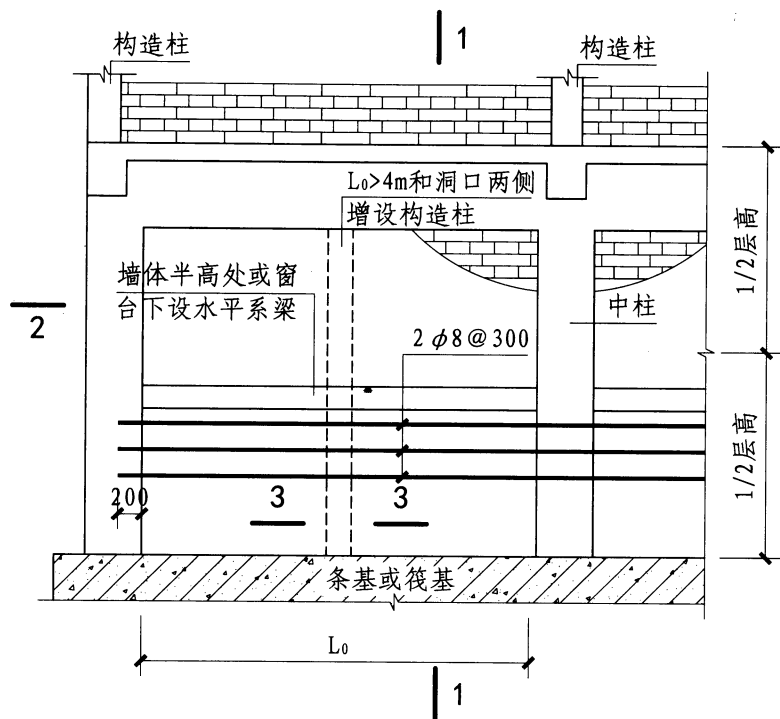 构造柱
1
构造柱
L₀>4m和洞口两侧
增设构造柱
墙体半高处或窗
台下设水平系梁
1/2层高
2
中柱
2φ8@300
1/2层高
200
3
3
条基或筏基
L₀
1